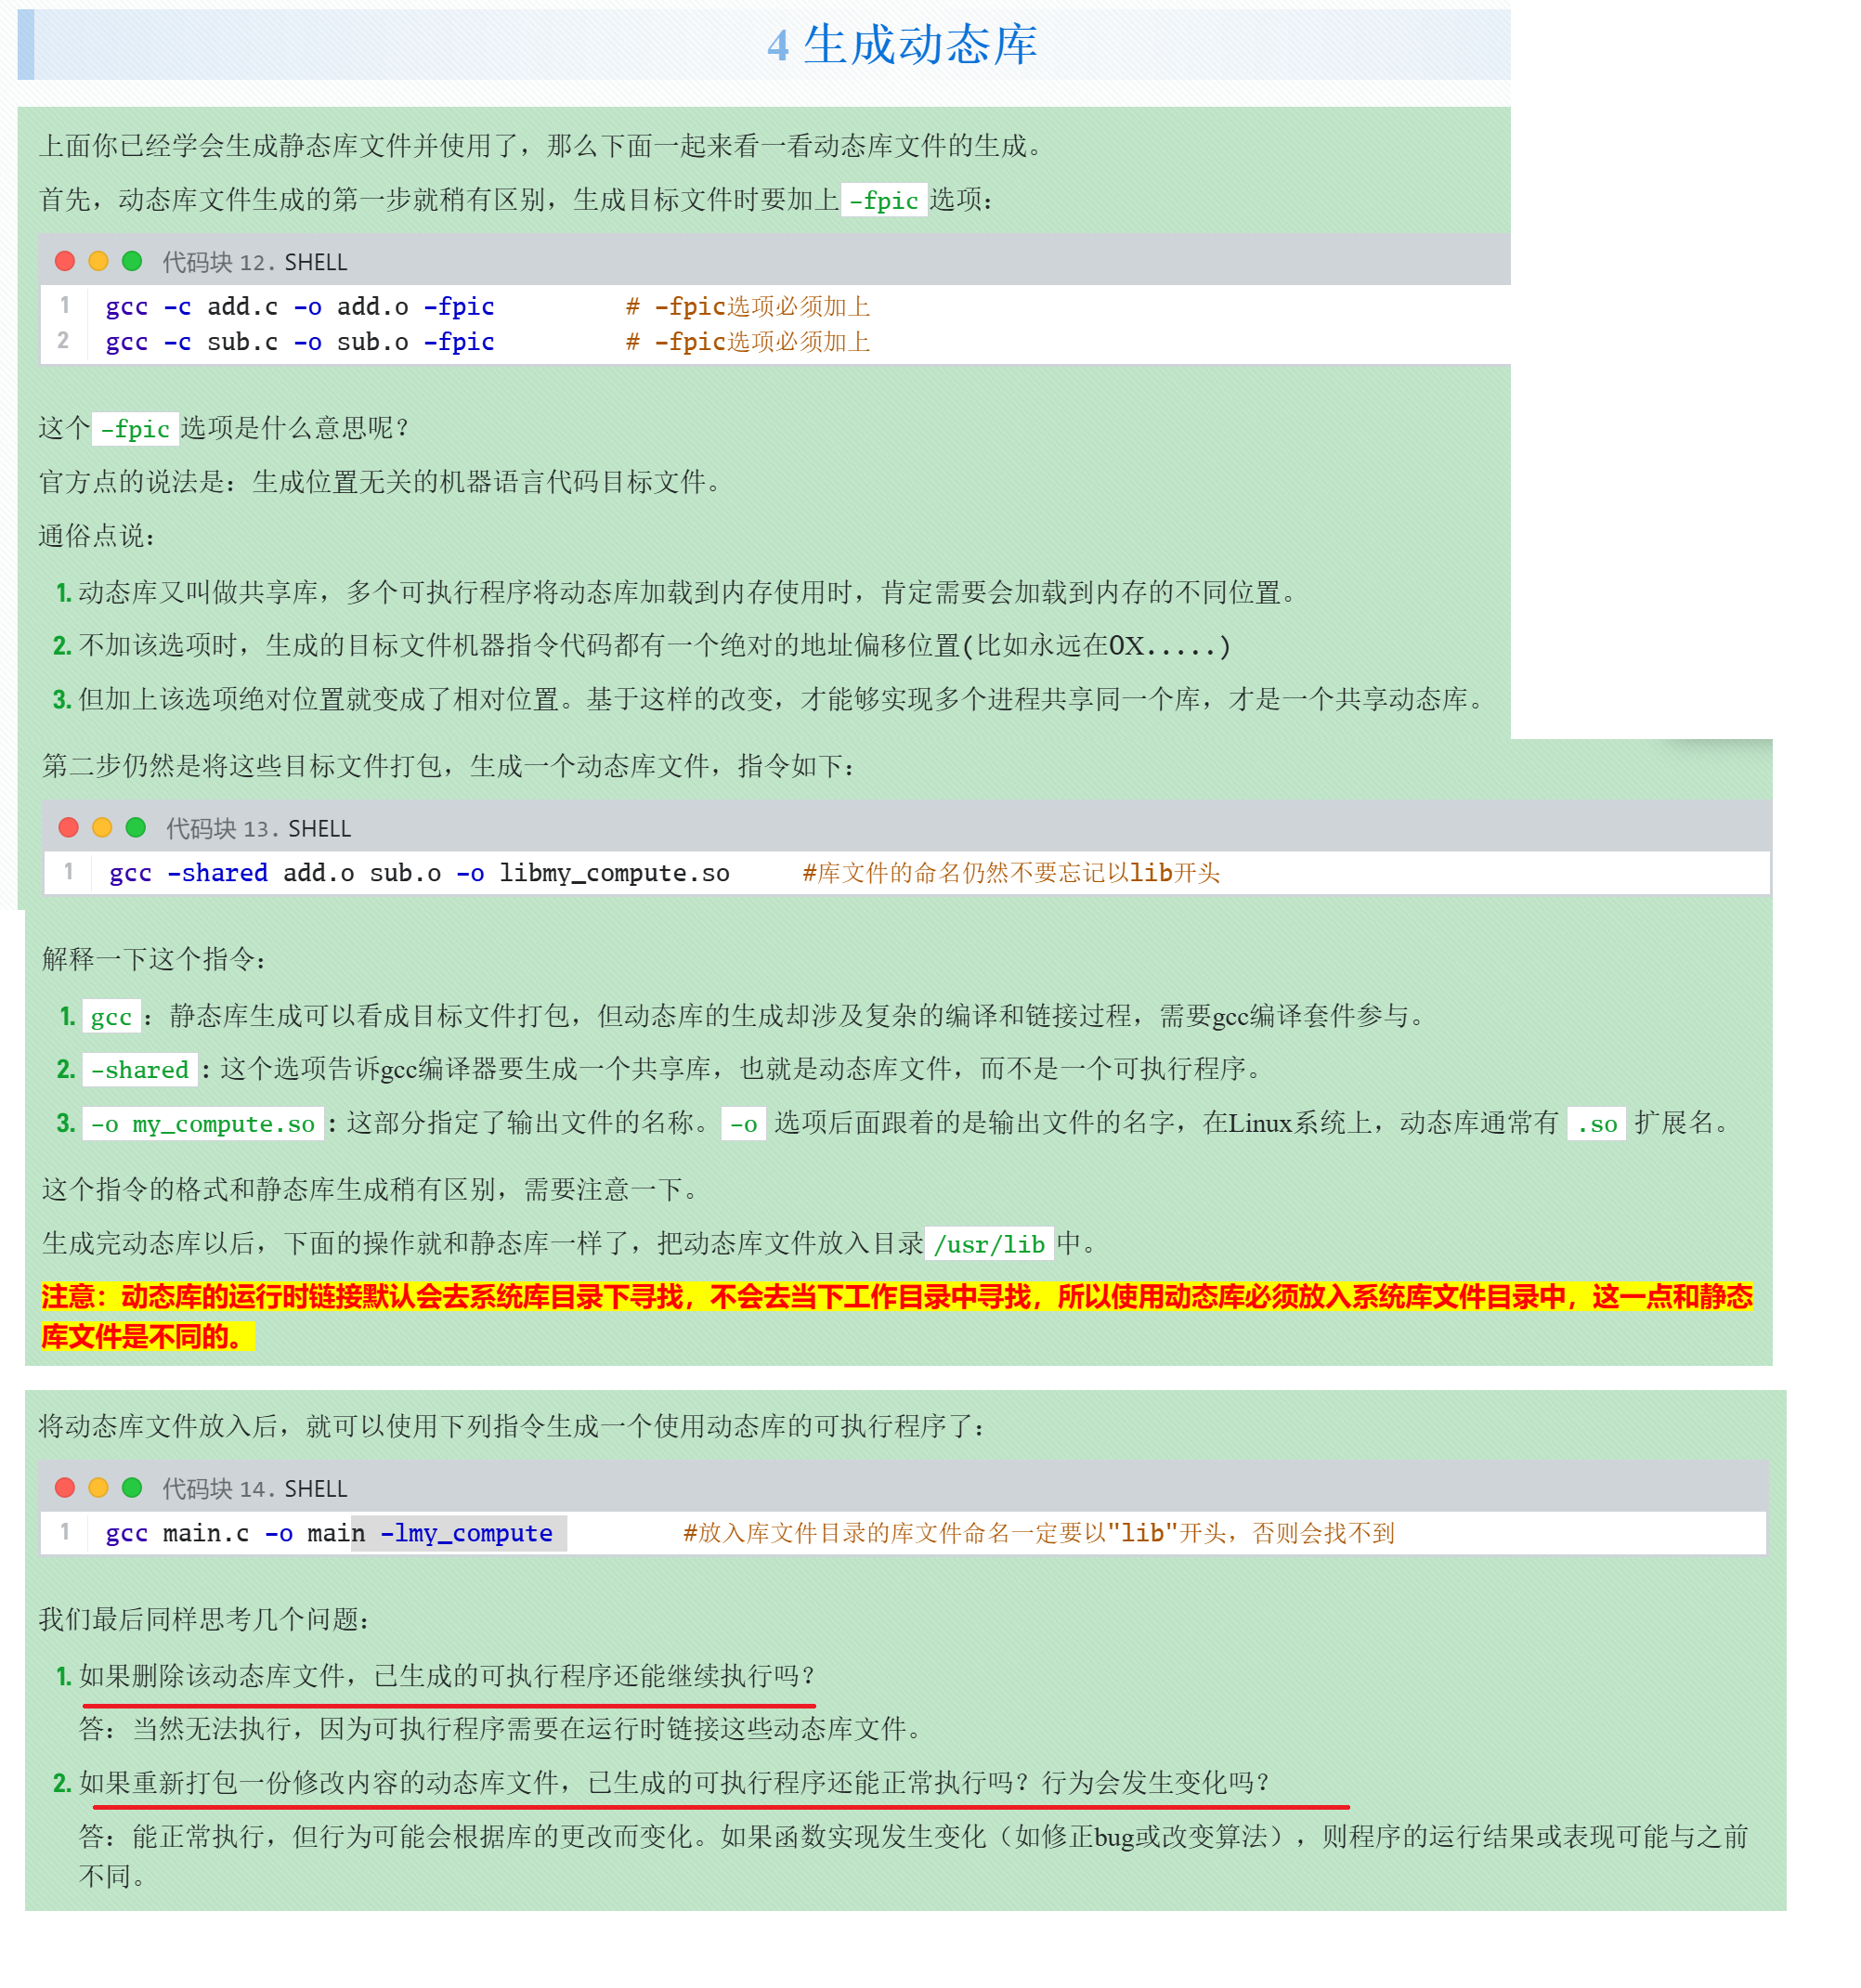 4 生成动态库
上面你已经学会生成静态库文件并使用了，那么下面一起来看一看动态库文件的生成。
首先，动态库文件生成的第一步就稍有区别，生成目标文件时要加上 -fpic 选项：
代码块 12. SHELL
1 gcc -c add.c -o add.o -fpic # -fpic选项必须加上
2 gcc -c sub.c -o sub.o -fpic # -fpic选项必须加上
这个 -fpic 选项是什么意思呢？
官方点的说法是：生成位置无关的机器语言代码目标文件。
通俗点说：
1. 动态库又叫做共享库，多个可执行程序将动态库加载到内存使用时，肯定需要会加载到内存的不同位置。
2. 不加该选项时，生成的目标文件机器指令代码都有一个绝对的地址偏移位置(比如永远在0X.....)
3. 但加上该选项绝对位置就变成了相对位置。基于这样的改变，才能够实现多个进程共享同一个库，才是一个共享动态库。
第二步仍然是将这些目标文件打包，生成一个动态库文件，指令如下：
代码块 13. SHELL
1 gcc -shared add.o sub.o -o libmy_compute.so #库文件的命名仍然不要忘记以lib开头
解释一下这个指令：
1. gcc ：静态库生成可以看成目标文件打包，但动态库的生成却涉及复杂的编译和链接过程，需要gcc编译套件参与。
2. -shared : 这个选项告诉gcc编译器要生成一个共享库，也就是动态库文件，而不是一个可执行程序。
3. -o my_compute.so : 这部分指定了输出文件的名称。 -o 选项后面跟着的是输出文件的名字，在Linux系统上，动态库通常有 .so 扩展名。
这个指令的格式和静态库生成稍有区别，需要注意一下。
生成完动态库以后，下面的操作就和静态库一样了，把动态库文件放入目录 /usr/lib 中。
注意：动态库的运行时链接默认会去系统库目录下寻找，不会去当下工作目录中寻找，所以使用动态库必须放入系统库文件目录中，这一点和静态
库文件是不同的。
将动态库文件放入后，就可以使用下列指令生成一个使用动态库的可执行程序了：
代码块 14. SHELL
1 gcc main.c -o main -lmy_compute #放入库文件目录的库文件命名一定要以"lib"开头，否则会找不到
我们最后同样思考几个问题：
1. 如果删除该动态库文件，已生成的可执行程序还能继续执行吗？
答：当然无法执行，因为可执行程序需要在运行时链接这些动态库文件。
2. 如果重新打包一份修改内容的动态库文件，已生成的可执行程序还能正常执行吗？行为会发生变化吗？
答：能正常执行，但行为可能会根据库的更改而变化。如果函数实现发生变化（如修正bug或改变算法），则程序的运行结果或表现可能与之前
不同。